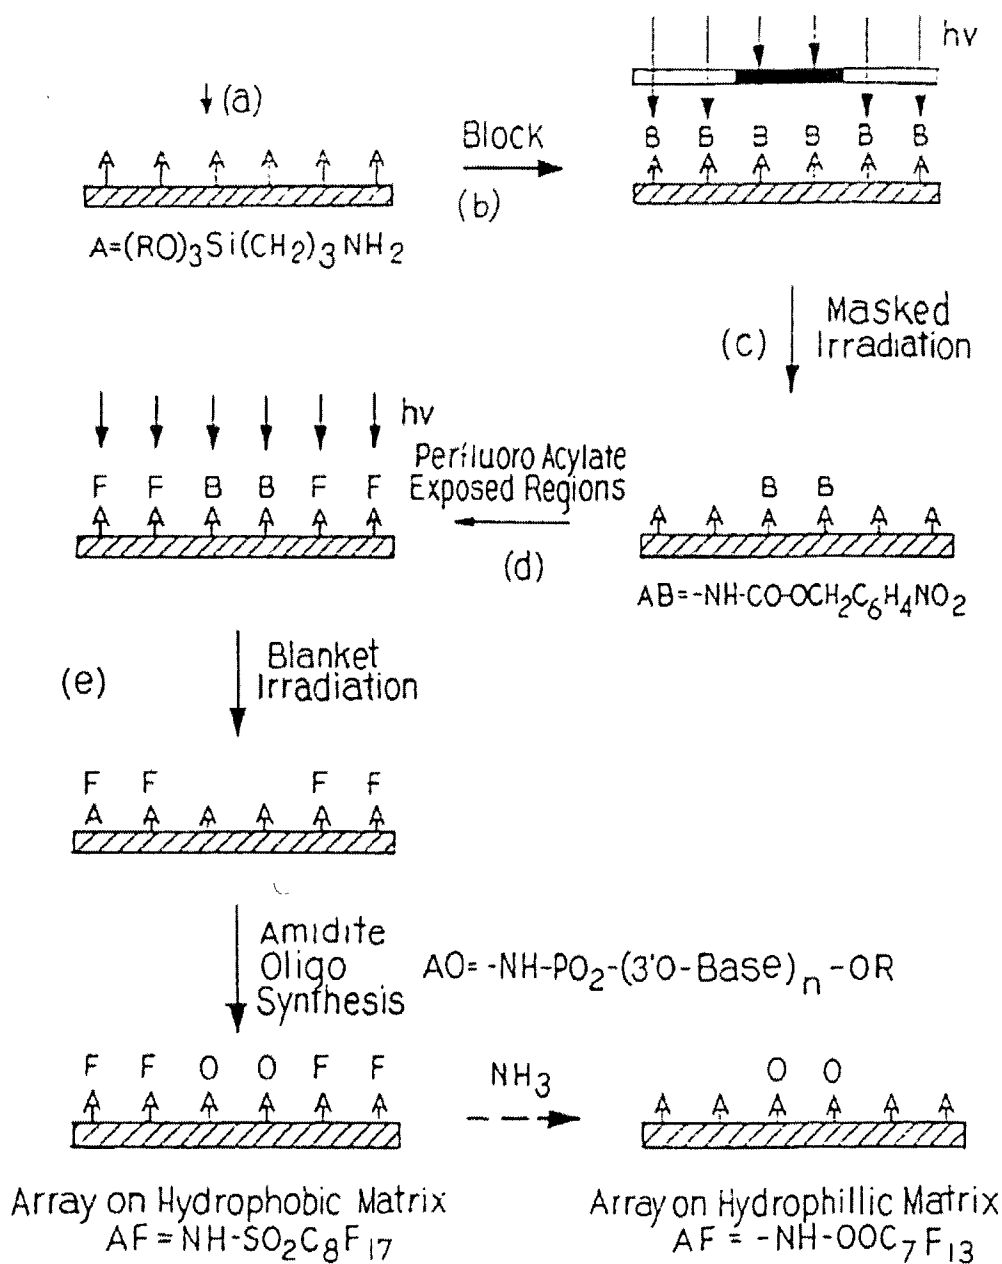 (a)
A A A A A A
A=(RO)3Si(CH2)3NH2
Block
(b)
hv
B B B B B B
A A A A A A
(c)
Masked
Irradiation
B B
A A A A A A
AB=-NH-CO-OCH2C6H4NO2
Perfluoro Acylate
Exposed Regions
(d)
hv
F F B B F F
A A A A A A
(e)
Blanket
Irradiation
F F F F
A A A A A A
Amidite
Oligo
Synthesis
AO=-NH-PO2-(3'O-Base)n-OR
F F O O F F
A A A A A A
NH3
O O
A A A A A A
Array on Hydrophobic Matrix
AF=NH-SO2C8F17
Array on Hydrophillic Matrix
AF = -NH-OOC7F13